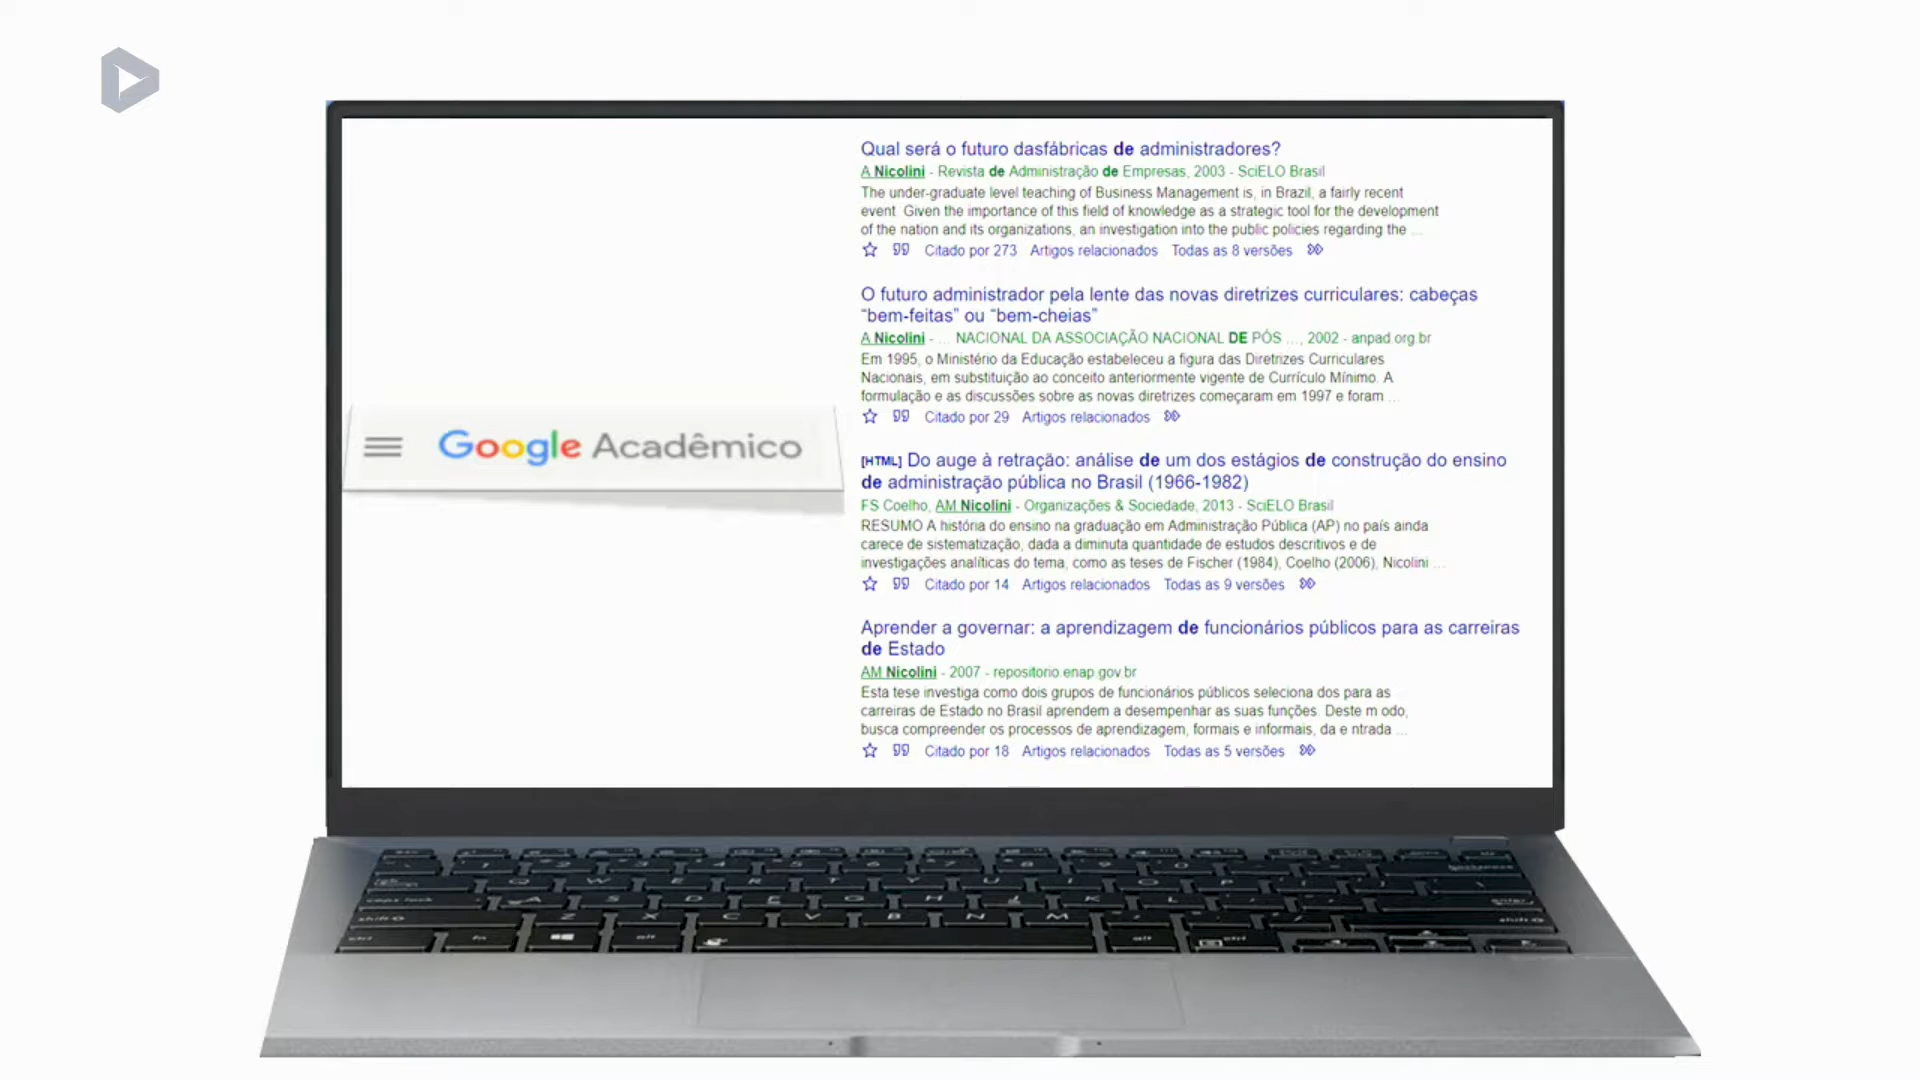 Google Acadêmico
Qual será o futuro dasfábricas de administradores?
A Nicolini - Revista de Administração de Empresas, 2003 - SciELO Brasil
The under-graduate level teaching of Business Management is, in Brazil, a fairly recent
event. Given the importance of this field of knowledge as a strategic tool for the development
of the nation and its organizations, an investigation into the public policies regarding the ...
Citado por 273 Artigos relacionados Todas as 8 versões
O futuro administrador pela lente das novas diretrizes curriculares: cabeças
“bem-feitas” ou “bem-cheias”
A Nicolini - ... NACIONAL DA ASSOCIAÇÃO NACIONAL DE PÓS ..., 2002 - anpad.org.br
Em 1995, o Ministério da Educação estabeleceu a figura das Diretrizes Curriculares
Nacionais, em substituição ao conceito anteriormente vigente de Currículo Mínimo. A
formulação e as discussões sobre as novas diretrizes começaram em 1997 e foram ...
Citado por 29 Artigos relacionados
[HTML] Do auge à retração: análise de um dos estágios de construção do ensino
de administração pública no Brasil (1966-1982)
FS Coelho, AM Nicolini - Organizações & Sociedade, 2013 - SciELO Brasil
RESUMO A história do ensino na graduação em Administração Pública (AP) no país ainda
carece de sistematização, dada a diminuta quantidade de estudos descritivos e de
investigações analíticas do tema, como as teses de Fischer (1984), Coelho (2006), Nicolini ...
Citado por 14 Artigos relacionados Todas as 9 versões
Aprender a governar: a aprendizagem de funcionários públicos para as carreiras
de Estado
AM Nicolini - 2007 - repositorio.enap.gov.br
Esta tese investiga como dois grupos de funcionários públicos seleciona dos para as
carreiras de Estado no Brasil aprendem a desempenhar as suas funções. Deste m odo,
busca compreender os processos de aprendizagem, formais e informais, da e ntrada ...
Citado por 18 Artigos relacionados Todas as 5 versões